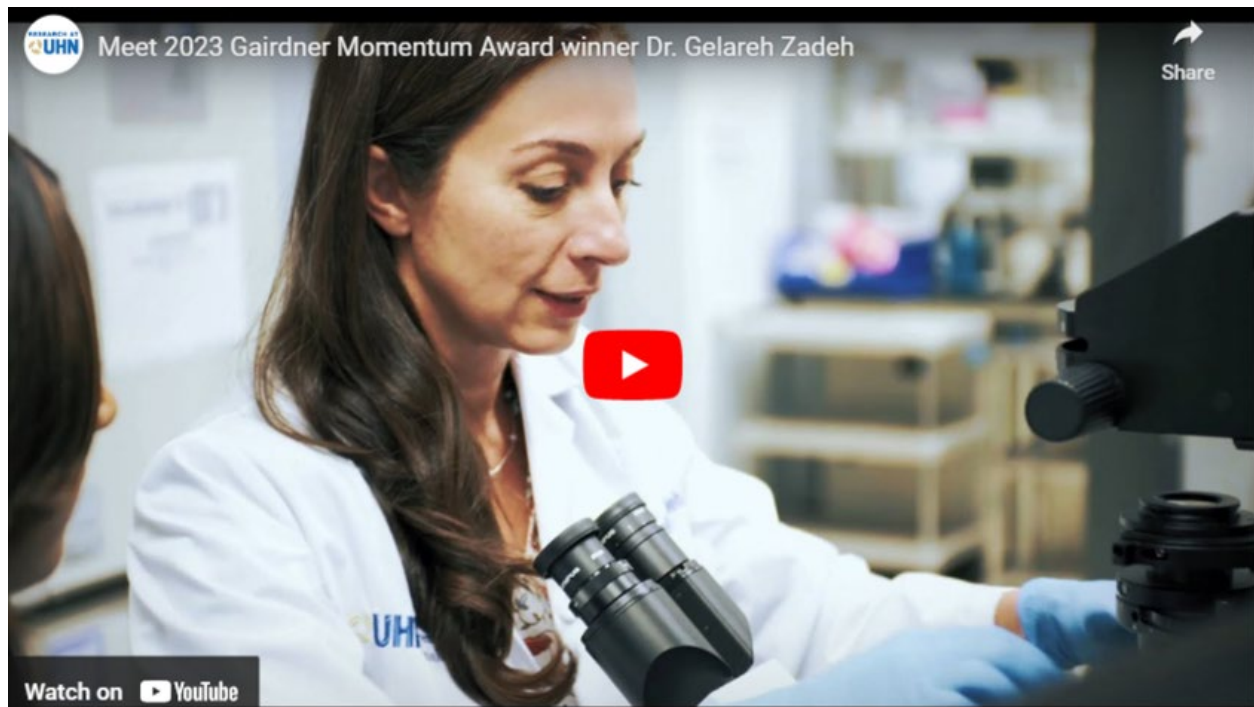 RESEARCH AT
UHN
Meet 2023 Gairdner Momentum Award winner Dr. Gelareh Zadeh
Share
UHN
Watch on YouTube